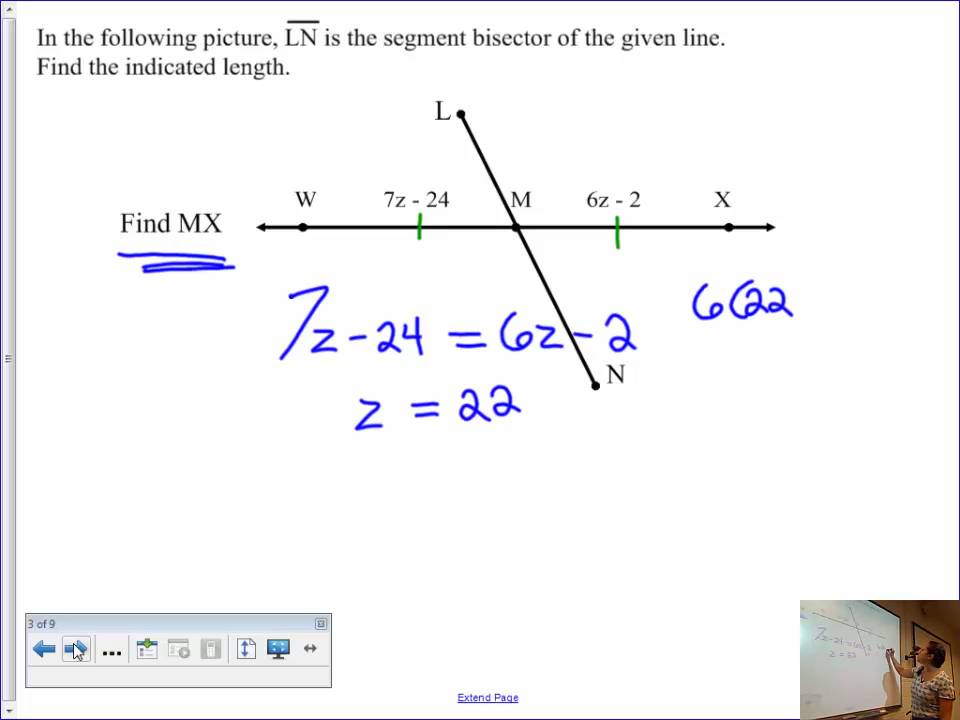 In the following picture, LN is the segment bisector of the given line.
Find the indicated length.
L
W 7z - 24 M 6z - 2 X
Find MX
6(22
7z - 24 = 6z - 2
N
z = 22
3 of 9
...
Extend Page